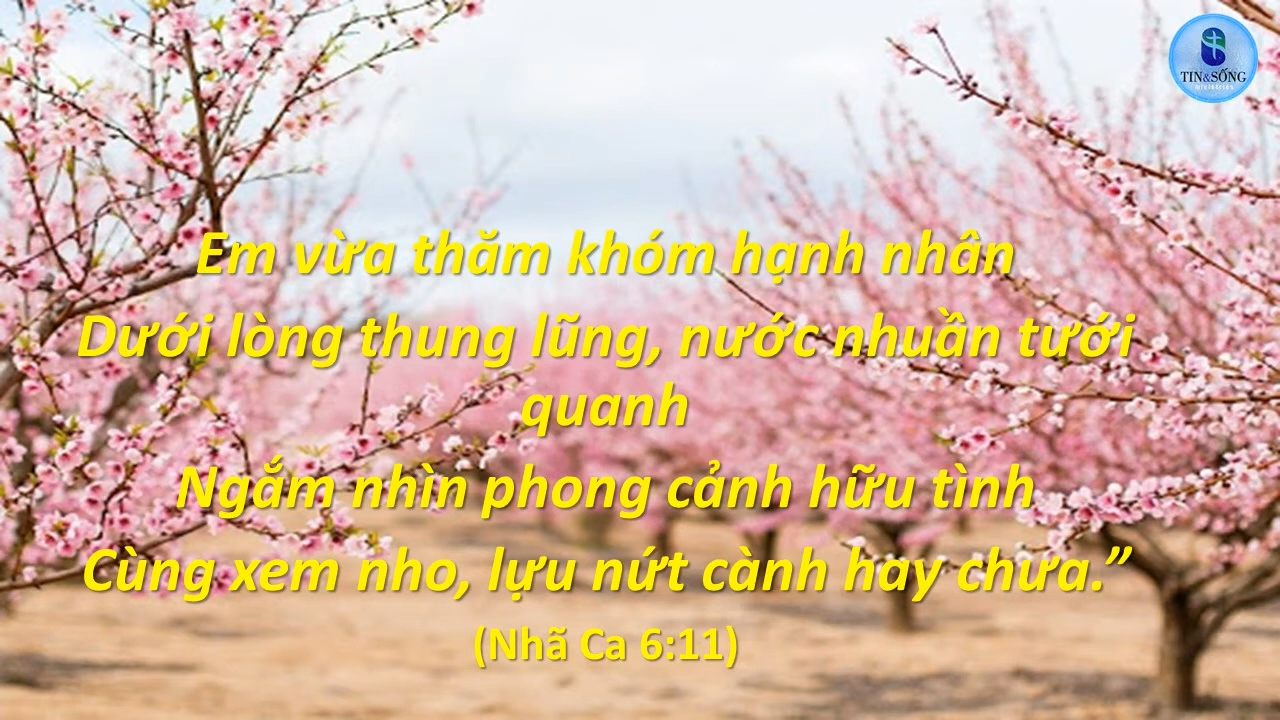 TIN&SỐNG
Ministries
Em vừa thăm khóm hạnh nhân
Dưới lòng thung lũng, nước nhuần tưới
quanh
Ngắm nhìn phong cảnh hữu tình
Cùng xem nho, lựu nứt cành hay chưa.”
(Nhã Ca 6:11)